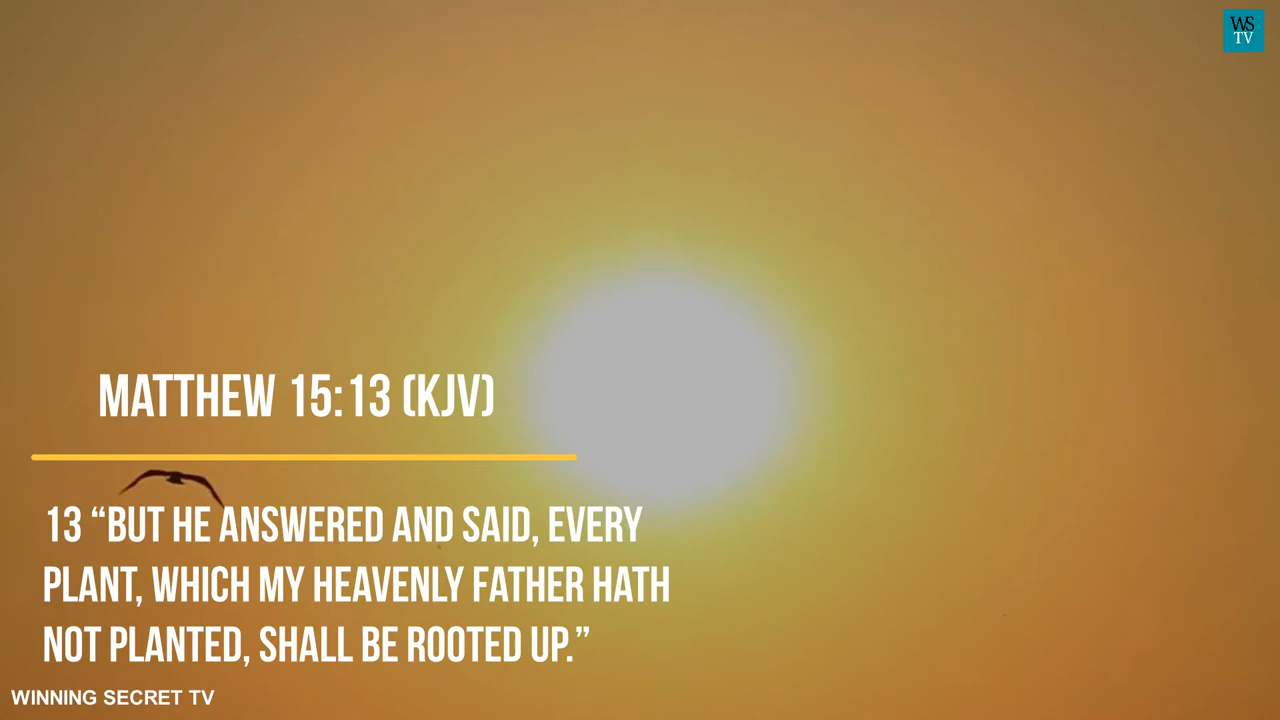 WS
TV
MATTHEW 15:13 (KJV)
13 “BUT HE ANSWERED AND SAID, EVERY
PLANT, WHICH MY HEAVENLY FATHER HATH
NOT PLANTED, SHALL BE ROOTED UP.”
WINNING SECRET TV